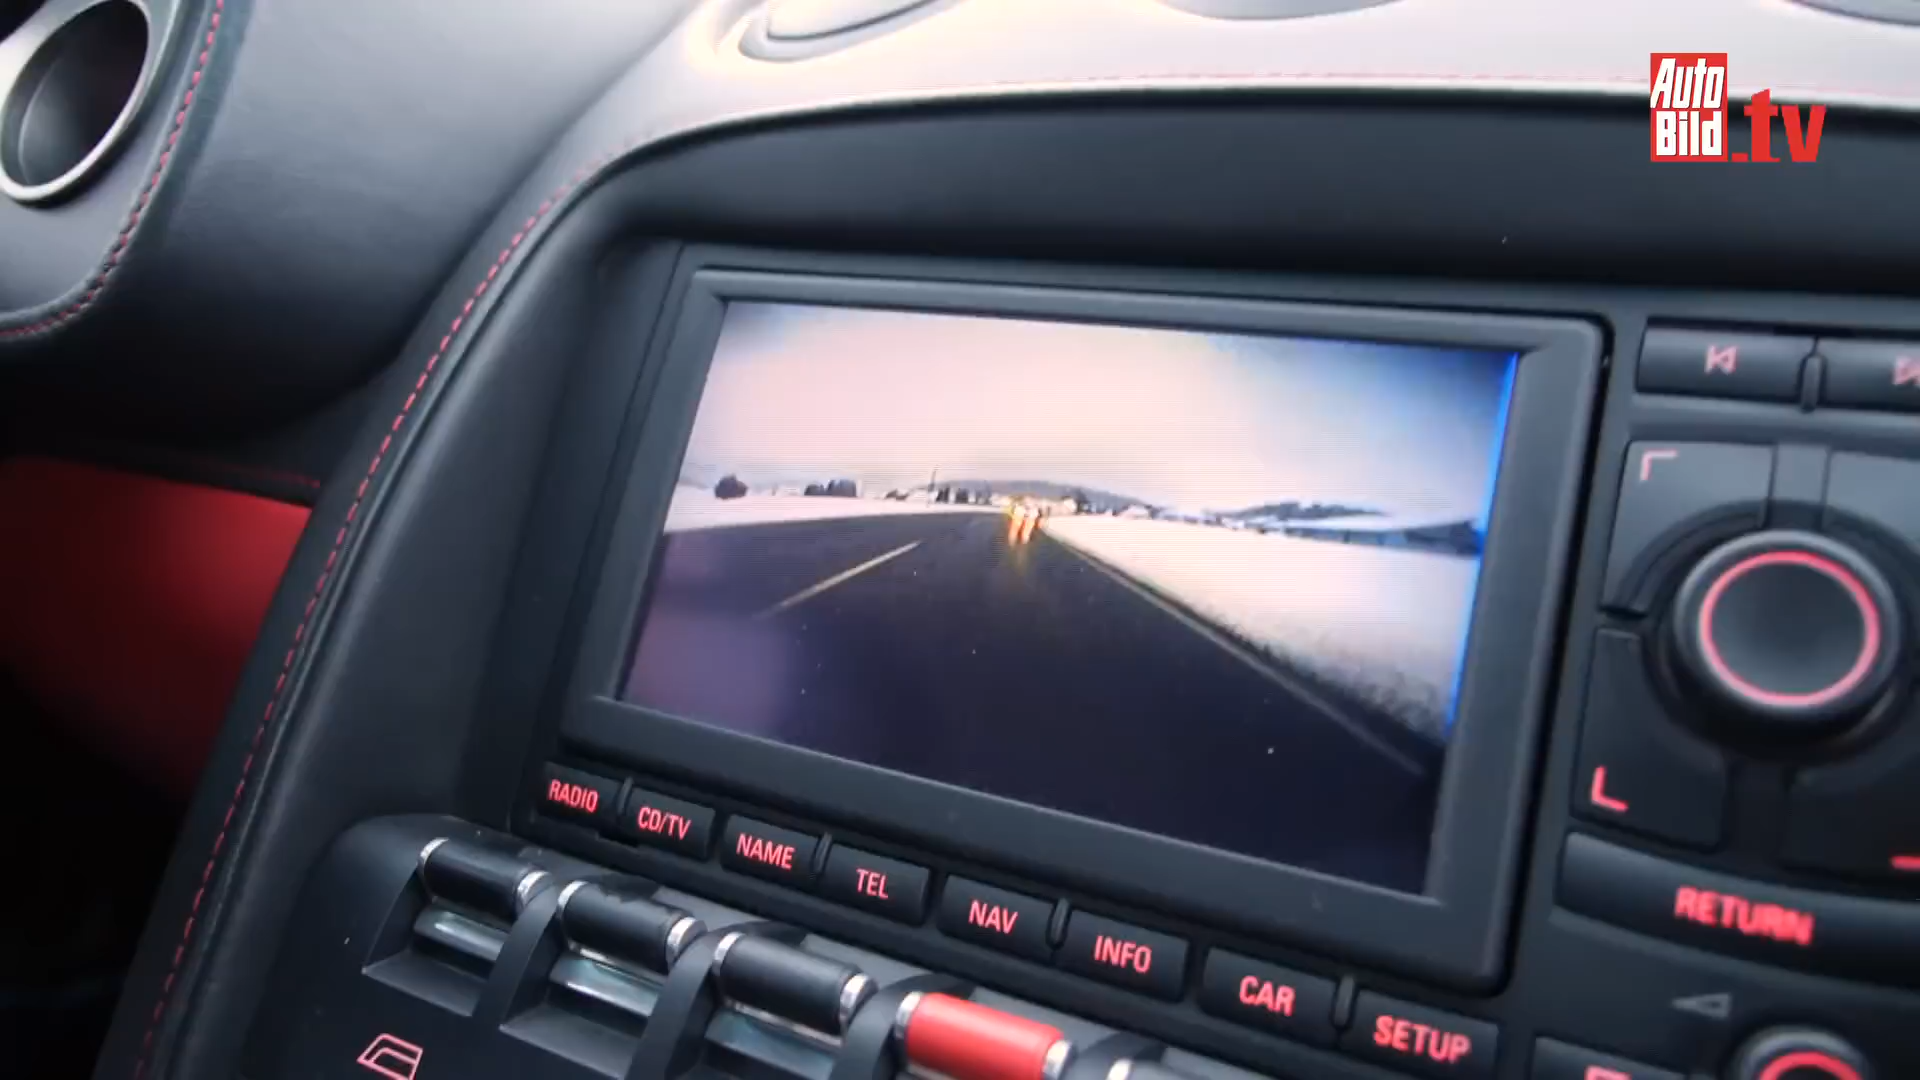 Auto
Bild
.tv
RADIO
CD/TV
NAME
TEL
NAV
INFO
CAR
SETUP
RETURN